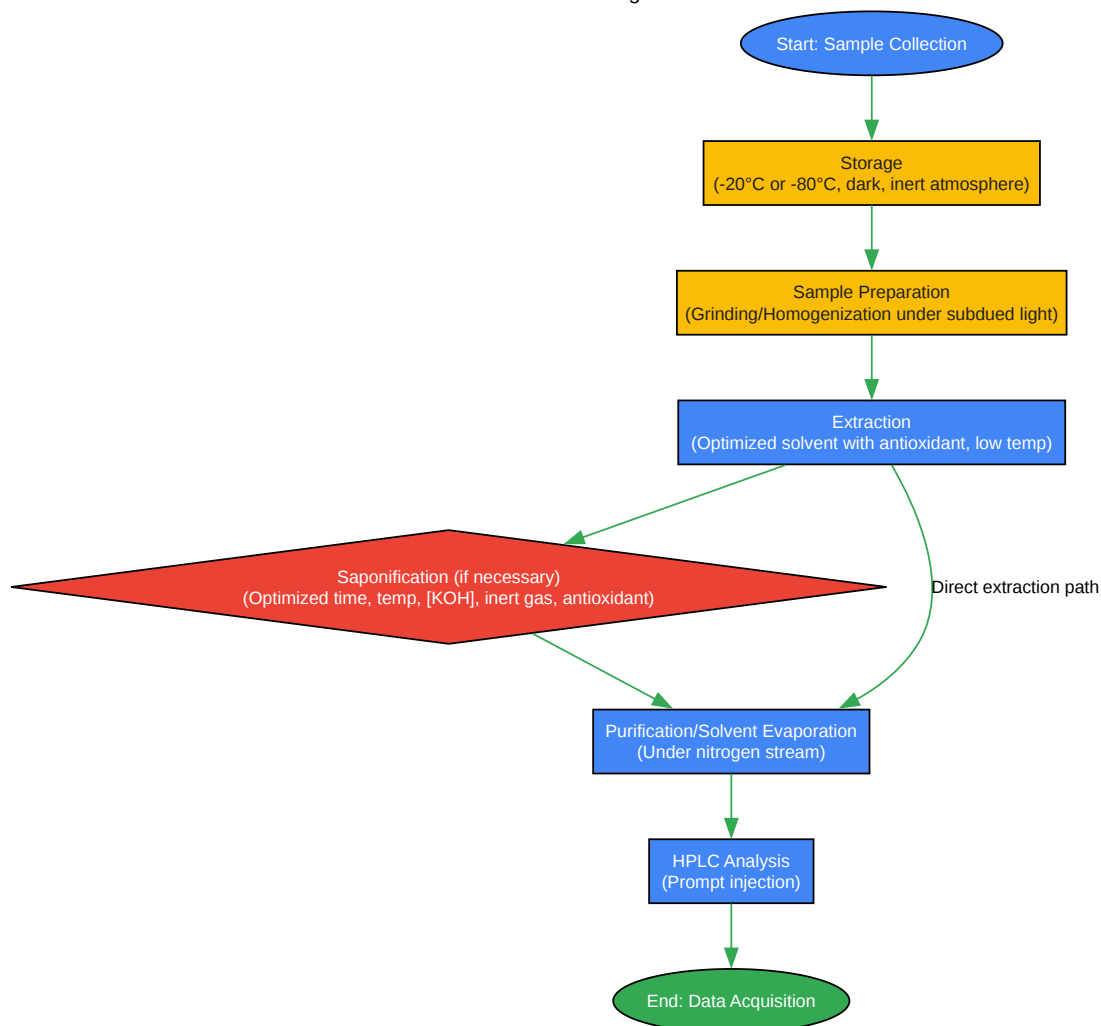 Start: Sample Collection
Storage
(-20°C or -80°C, dark, inert atmosphere)
Sample Preparation
(Grinding/Homogenization under subdued light)
Extraction
(Optimized solvent with antioxidant, low temp)
Saponification (if necessary)
(Optimized time, temp, [KOH], inert gas, antioxidant)
Direct extraction path
Purification/Solvent Evaporation
(Under nitrogen stream)
HPLC Analysis
(Prompt injection)
End: Data Acquisition